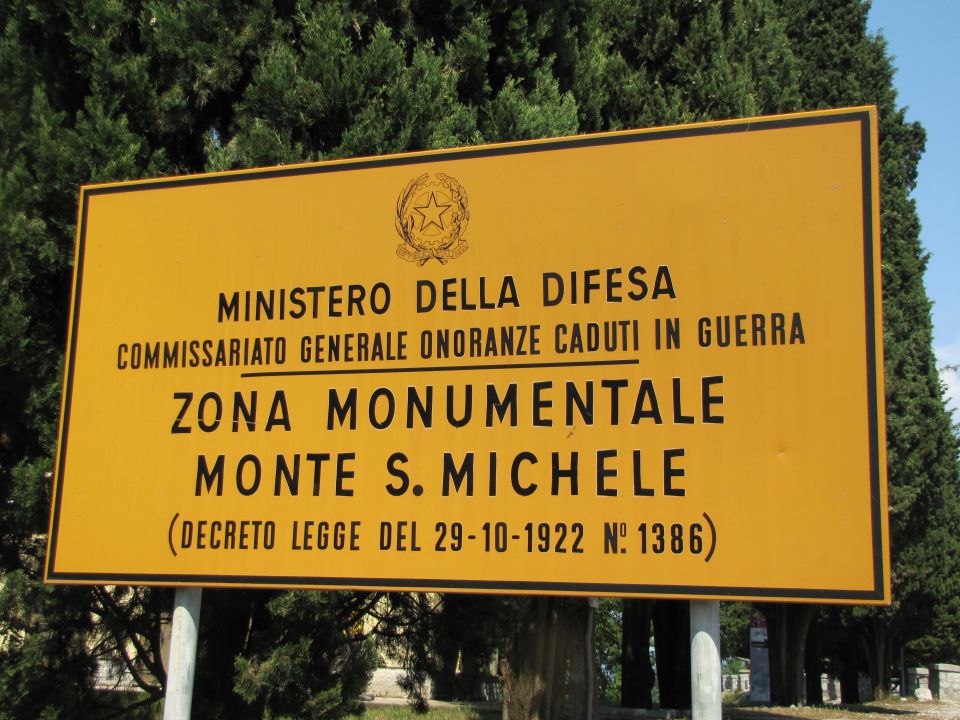 MINISTERO DELLA DIFESA
COMMISSARIATO GENERALE ONORANZE CADUTI IN GUERRA
ZONA MONUMENTALE
MONTE S. MICHELE
(DECRETO LEGGE DEL 29-10-1922 Nº. 1386)